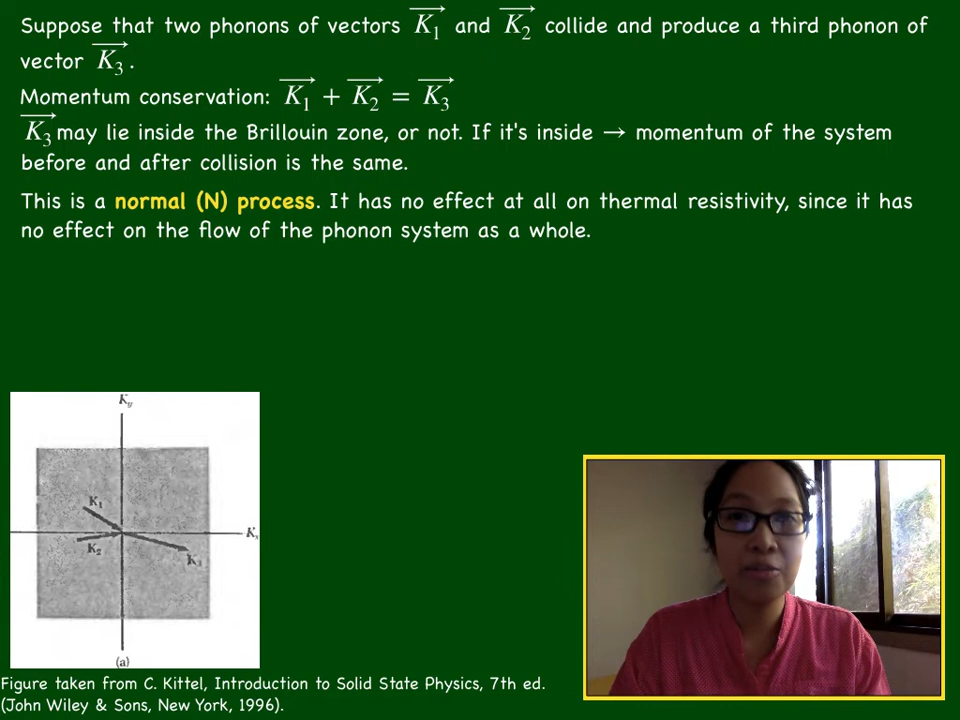 Suppose that two phonons of vectors K₁ and K₂ collide and produce a third phonon of
vector K₃.
Momentum conservation: K₁ + K₂ = K₃
K₃ may lie inside the Brillouin zone, or not. If it's inside → momentum of the system
before and after collision is the same.
This is a normal (N) process. It has no effect at all on thermal resistivity, since it has
no effect on the flow of the phonon system as a whole.
K_y
K₁
K₂
K₃
K_x
(a)
Figure taken from C. Kittel, Introduction to Solid State Physics, 7th ed.
(John Wiley & Sons, New York, 1996).